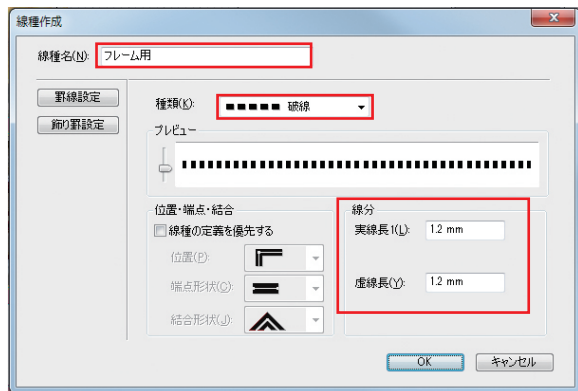 線種作成
線種名(N): フレーム用
罫線設定
飾り罫設定
種類(K): 破線
プレビュー
位置・端点・結合
線種の定義を優先する
位置(P):
端点形状(C):
結合形状(J):
線分
実線長1(L): 1.2 mm
虚線長(Y): 1.2 mm
OK キャンセル